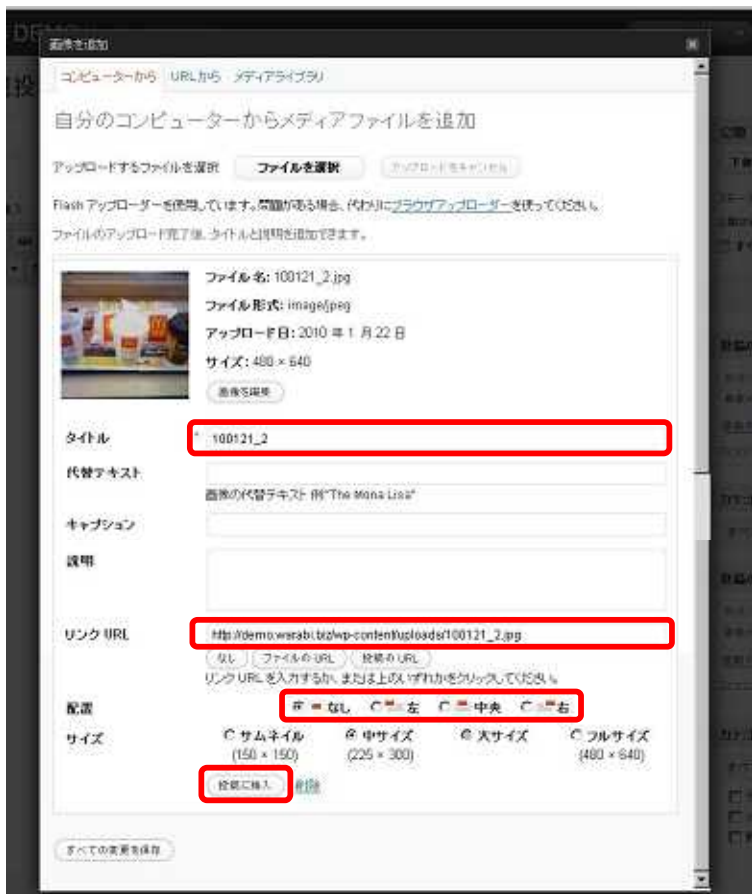 DEMO
画像を追加
コンピューターから URLから メディアライブラリ
自分のコンピューターからメディアファイルを追加
アップロードするファイルを選択 ファイルを選択 アップロードをキャンセル
Flash アップローダーを使用しています。問題がある場合、代わりにブラウザアップローダーを使ってください。
ファイルのアップロード完了後、タイトルと説明を追加できます。
ファイル名: 100121_2.jpg
ファイル形式: image/jpeg
アップロード日: 2010 年 1 月 22 日
サイズ: 480 × 640
画像を編集
タイトル * 100121_2
代替テキスト
画像の代替テキスト 例"The Mona Lisa"
キャプション
説明
リンク URL http://demo.warabi.biz/wp-content/uploads/100121_2.jpg
なし ファイルの URL 投稿の URL
リンク URL を入力するか、または上のいずれかをクリックしてください。
配置 なし 左 中央 右
サイズ サムネイル 中サイズ 大サイズ フルサイズ
(150 × 150) (225 × 300) (480 × 640)
投稿に挿入 削除
すべての変更を保存